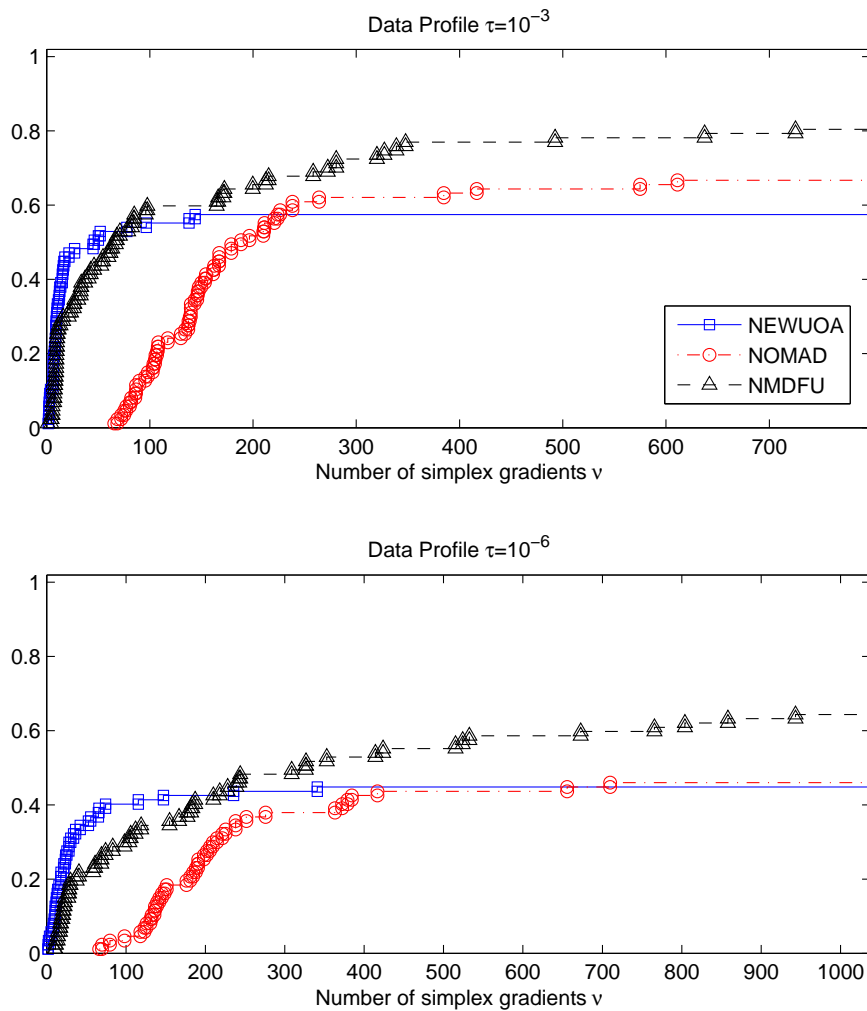 Data Profile τ=10⁻³
1
0.8
0.6
0.4
0.2
0
0 100 200 300 400 500 600 700
Number of simplex gradients ν
NEWUOA
NOMAD
NMDFU
Data Profile τ=10⁻⁶
1
0.8
0.6
0.4
0.2
0
0 100 200 300 400 500 600 700 800 900 1000
Number of simplex gradients ν